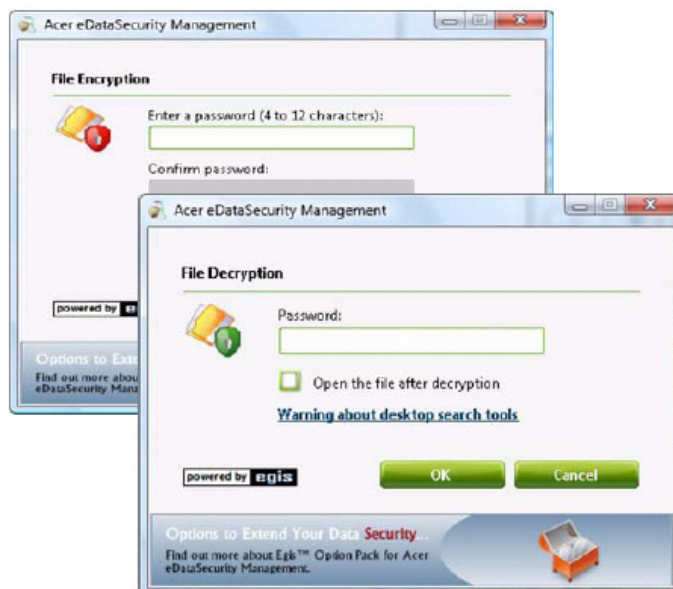 Acer eDataSecurity Management
File Encryption
Enter a password (4 to 12 characters):
Confirm password:
powered by
Options to
Find out more
eDataSecurity
Acer eDataSecurity Management
File Decryption
Password:
Open the file after decryption
Warning about desktop search tools
powered by egis
OK
Cancel
Options to Extend Your Data Security...
Find out more about Egis™ Option Pack for Acer
eDataSecurity Management.